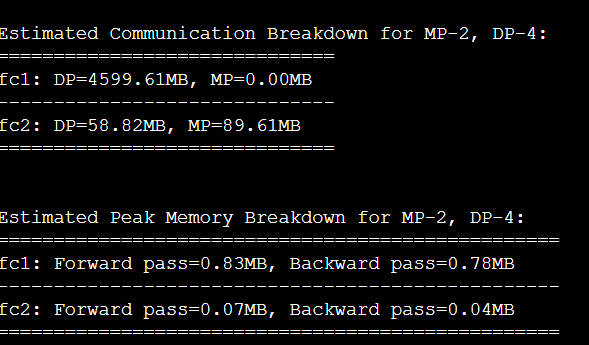 Estimated Communication Breakdown for MP-2, DP-4:
==============================
fc1: DP=4599.61MB, MP=0.00MB
------------------------------
fc2: DP=58.82MB, MP=89.61MB
==============================
Estimated Peak Memory Breakdown for MP-2, DP-4:
==================================================
fc1: Forward pass=0.83MB, Backward pass=0.78MB
--------------------------------------------------
fc2: Forward pass=0.07MB, Backward pass=0.04MB
==================================================